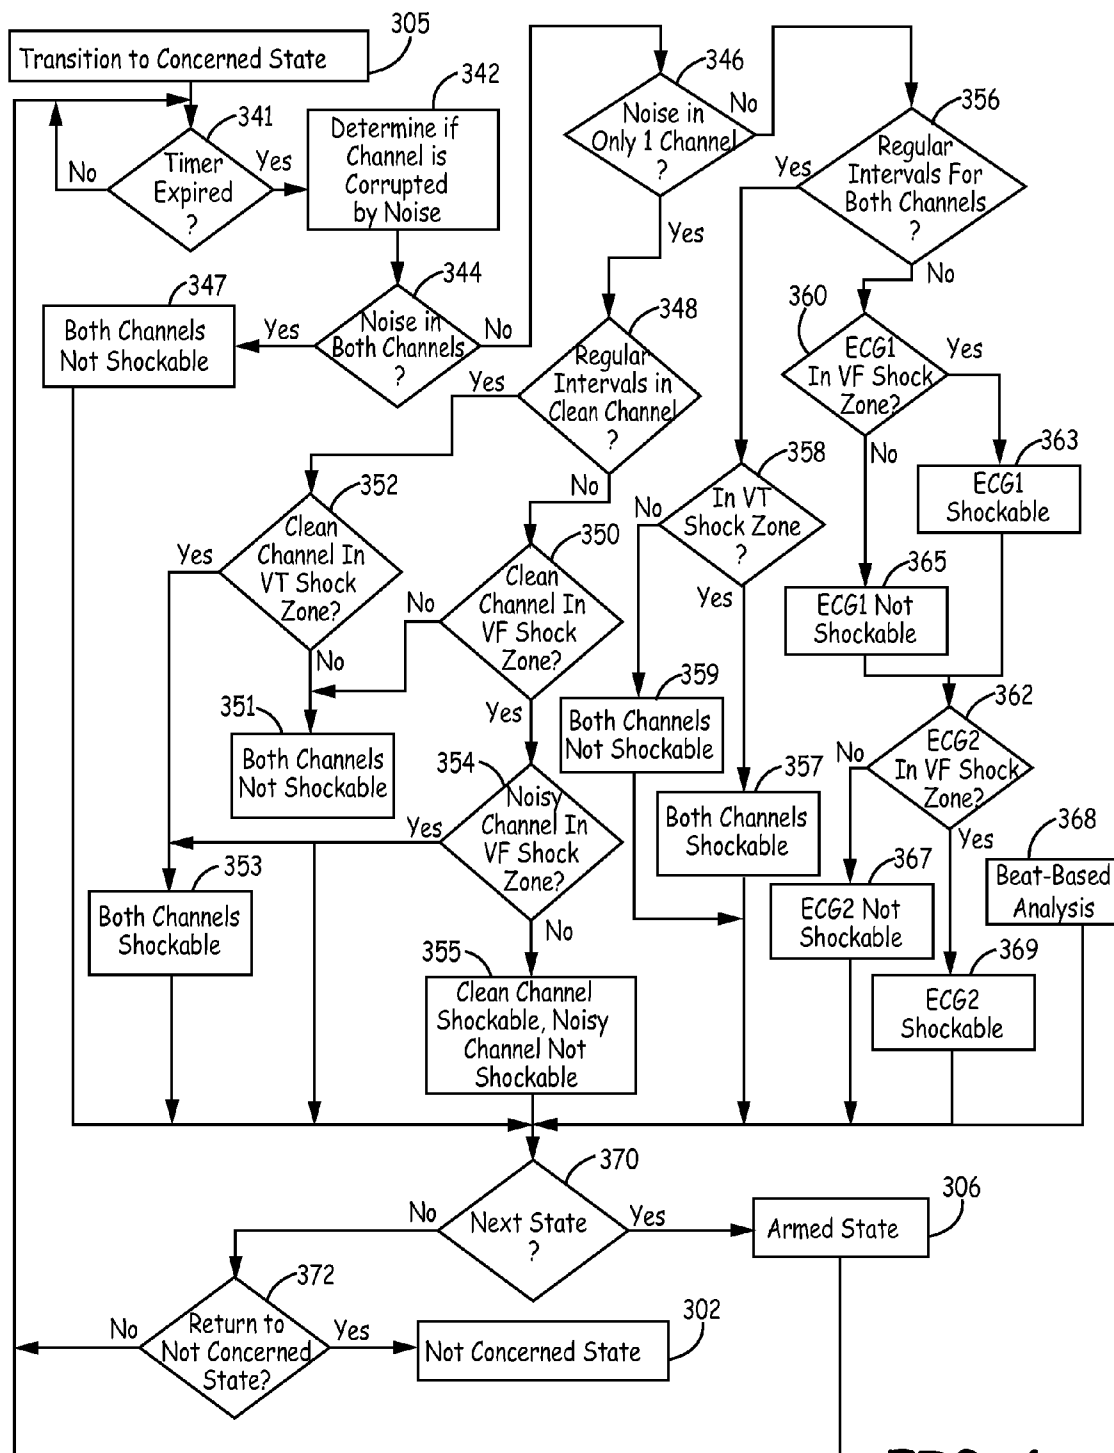 305
Transition to Concerned State
341
Timer
Expired
?
No
Yes
342
Determine if
Channel is
Corrupted
by Noise
344
Noise in
Both Channels
?
Yes
No
347
Both Channels
Not Shockable
346
Noise in
Only 1 Channel
?
No
Yes
348
Regular
Intervals in
Clean Channel
?
Yes
No
352
Clean
Channel In
VT Shock
Zone?
Yes
No
350
Clean
Channel In
VF Shock
Zone?
No
Yes
351
Both Channels
Not Shockable
354
Noisy
Channel In
VF Shock
Zone?
Yes
No
353
Both Channels
Shockable
355
Clean Channel
Shockable, Noisy
Channel Not
Shockable
356
Regular
Intervals For
Both Channels
?
Yes
No
358
In VT
Shock Zone
?
No
Yes
359
Both Channels
Not Shockable
357
Both Channels
Shockable
360
ECG1
In VF Shock
Zone?
Yes
No
363
ECG1
Shockable
365
ECG1 Not
Shockable
362
ECG2
In VF Shock
Zone?
No
Yes
367
ECG2 Not
Shockable
369
ECG2
Shockable
368
Beat-Based
Analysis
370
Next State
?
No
Yes
306
Armed State
372
Return to
Not Concerned
State?
No
Yes
302
Not Concerned State